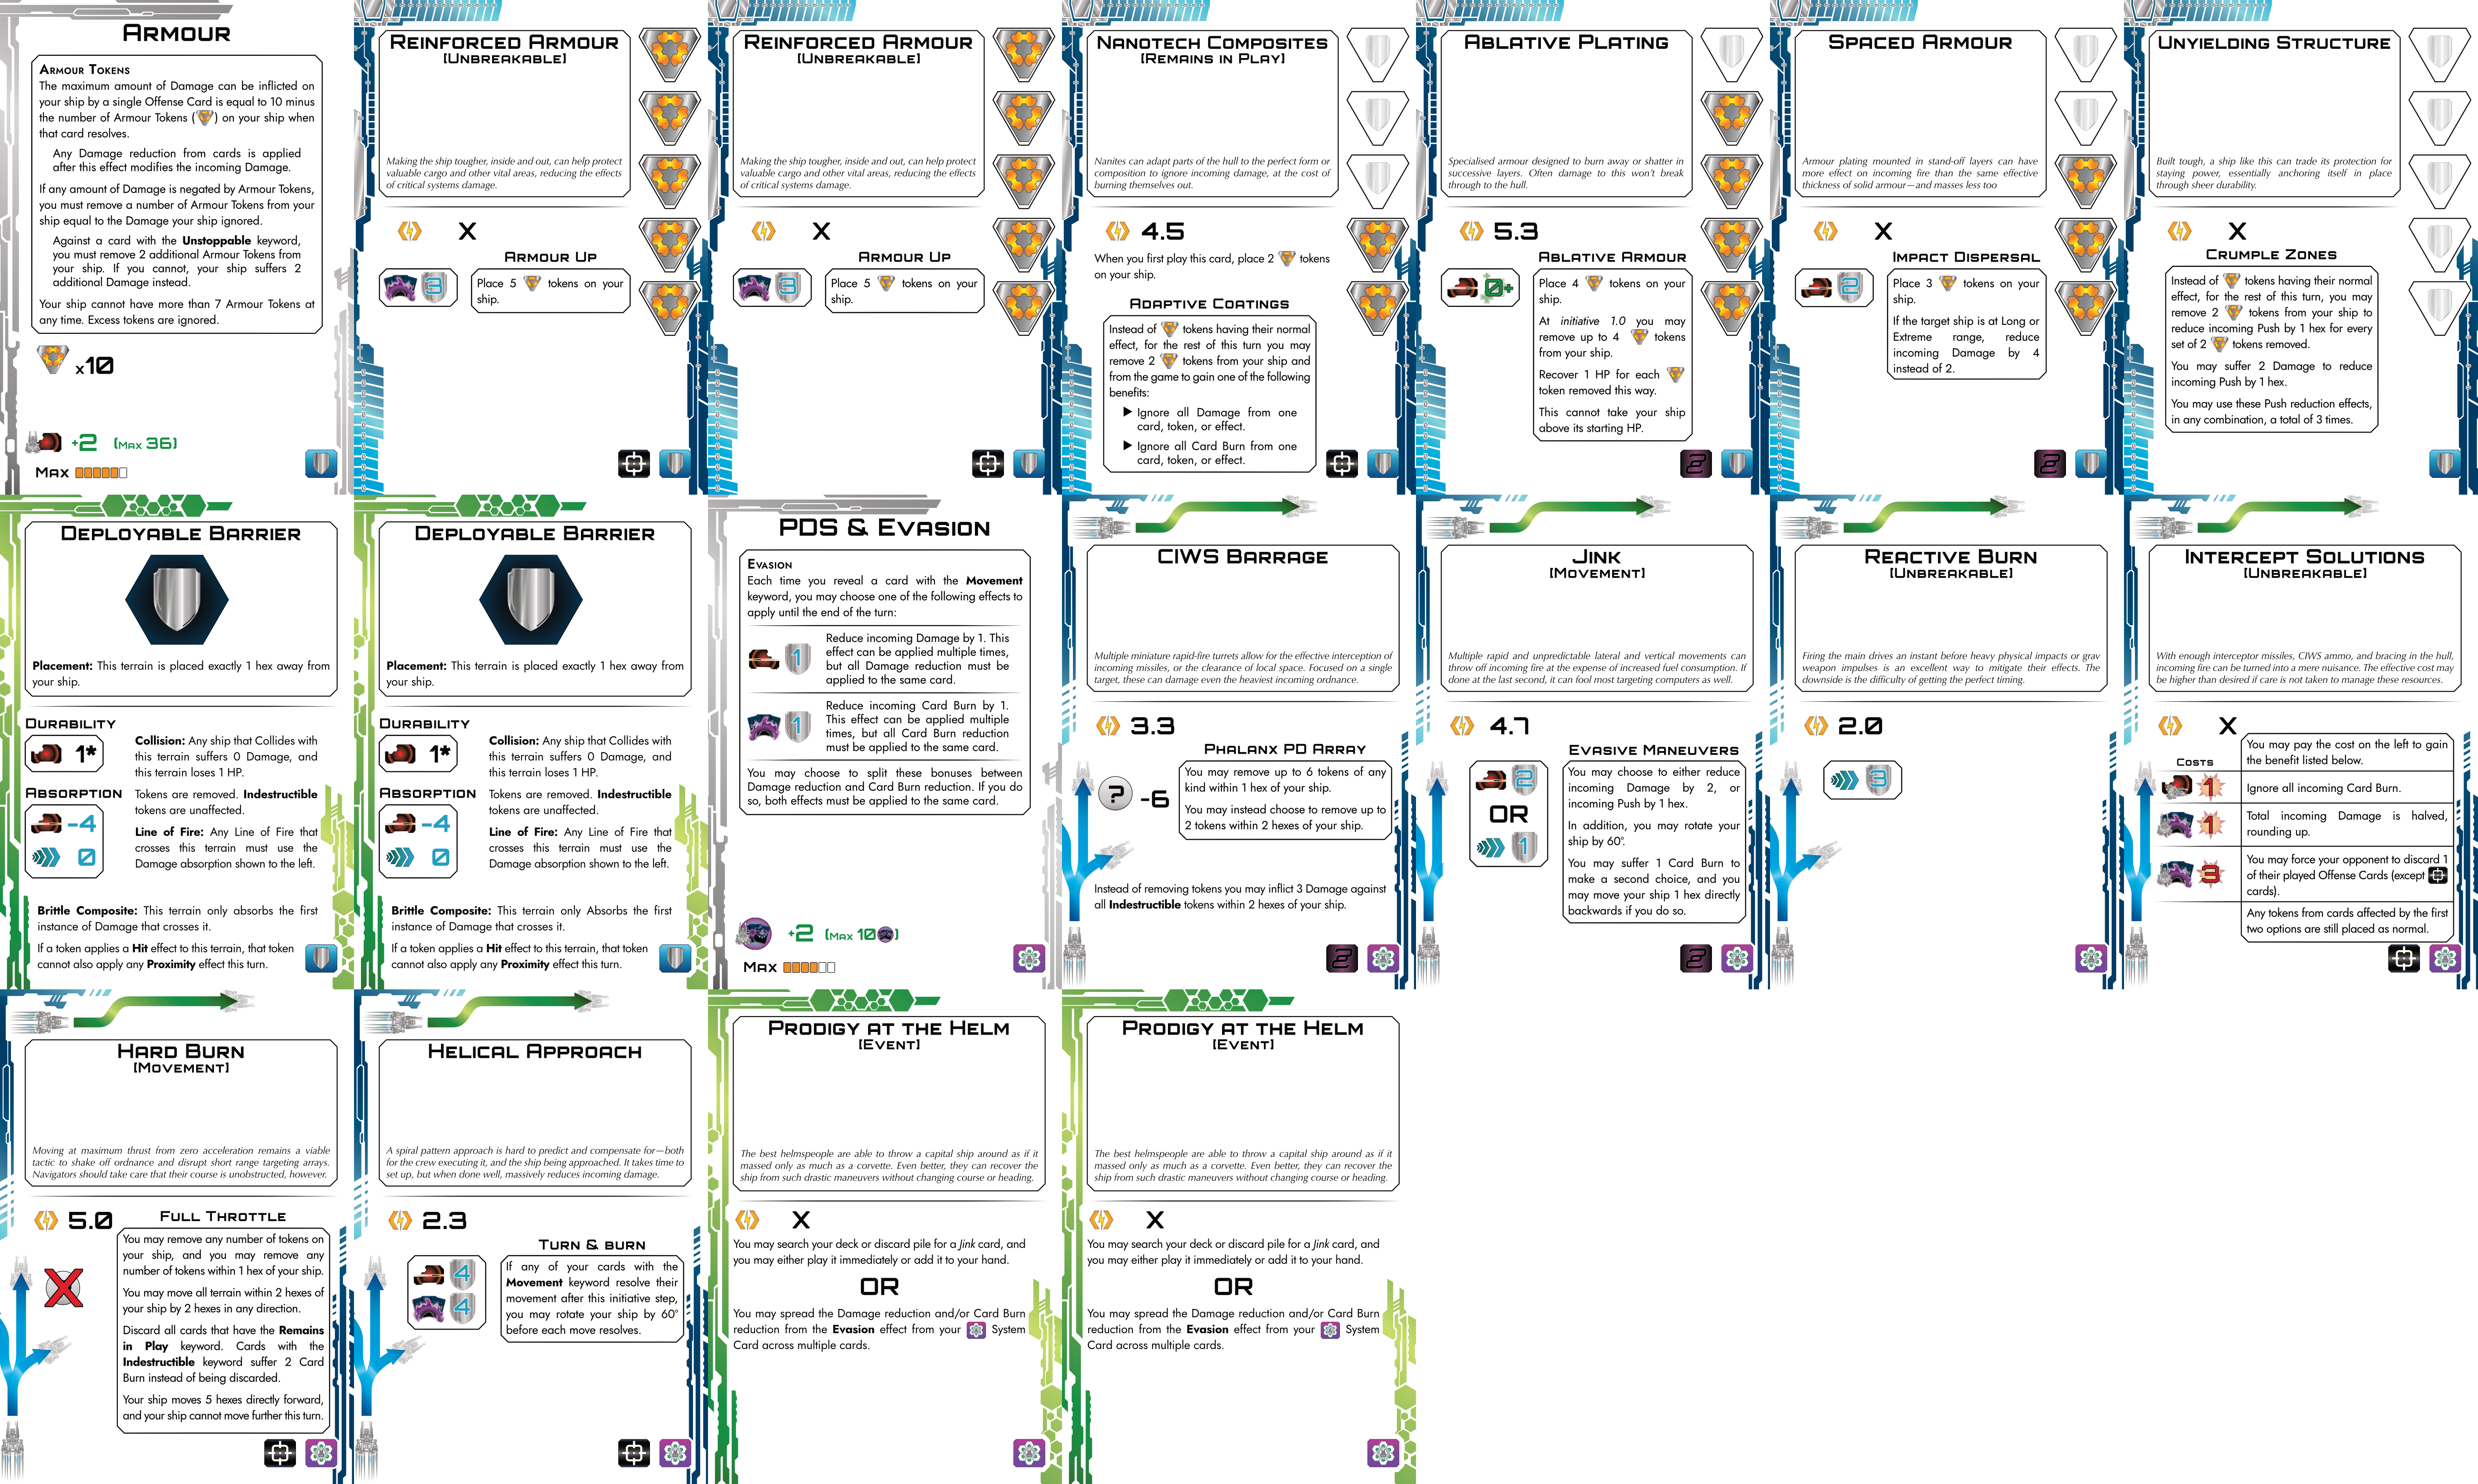 ARMOUR
ARMOUR TOKENS
The maximum amount of Damage can be inflicted on
your ship by a single Offense Card is equal to 10 minus
the number of Armour Tokens ( ) on your ship when
that card resolves.
Any Damage reduction from cards is applied
after this effect modifies the incoming Damage.
If any amount of Damage is negated by Armour Tokens,
you must remove a number of Armour Tokens from your
ship equal to the Damage your ship ignored.
Against a card with the Unstoppable keyword,
you must remove 2 additional Armour Tokens from
your ship. If you cannot, your ship suffers 2
additional Damage instead.
Your ship cannot have more than 7 Armour Tokens at
any time. Excess tokens are ignored.
x10
+2 (MAX 36)
MAX
REINFORCED ARMOUR
[UNBREAKABLE]
Making the ship tougher, inside and out, can help protect
valuable cargo and other vital areas, reducing the effects
of critical systems damage.
X
ARMOUR UP
3
Place 5 tokens on your
ship.
REINFORCED ARMOUR
[UNBREAKABLE]
Making the ship tougher, inside and out, can help protect
valuable cargo and other vital areas, reducing the effects
of critical systems damage.
X
ARMOUR UP
3
Place 5 tokens on your
ship.
NANOTECH COMPOSITES
[REMAINS IN PLAY]
Nanites can adapt parts of the hull to the perfect form or
composition to ignore incoming damage, at the cost of
burning themselves out.
4.5
When you first play this card, place 2 tokens
on your ship.
ADAPTIVE COATINGS
Instead of tokens having their normal
effect, for the rest of this turn you may
remove 2 tokens from your ship and
from the game to gain one of the following
benefits:
Ignore all Damage from one
card, token, or effect.
Ignore all Card Burn from one
card, token, or effect.
ABLATIVE PLATING
Specialised armour designed to burn away or shatter in
successive layers. Often damage to this won't break
through to the hull.
5.3
ABLATIVE ARMOUR
0+
Place 4 tokens on your
ship.
At initiative 1.0 you may
remove up to 4 tokens
from your ship.
Recover 1 HP for each
token removed this way.
This cannot take your ship
above its starting HP.
2
SPACED ARMOUR
Armour plating mounted in stand-off layers can have
more effect on incoming fire than the same effective
thickness of solid armour—and masses less too
X
IMPACT DISPERSAL
2
Place 3 tokens on your
ship.
If the target ship is at Long or
Extreme range, reduce
incoming Damage by 4
instead of 2.
2
UNYIELDING STRUCTURE
Built tough, a ship like this can trade its protection for
staying power, essentially anchoring itself in place
through sheer durability.
X
CRUMPLE ZONES
Instead of tokens having their normal
effect, for the rest of this turn, you may
remove 2 tokens from your ship to
reduce incoming Push by 1 hex for every
set of 2 tokens removed.
You may suffer 2 Damage to reduce
incoming Push by 1 hex.
You may use these Push reduction effects,
in any combination, a total of 3 times.
DEPLOYABLE BARRIER
Placement: This terrain is placed exactly 1 hex away from
your ship.
DURABILITY
1*
ABSORPTION
-4
0
Collision: Any ship that Collides with
this terrain suffers 0 Damage, and
this terrain loses 1 HP.
Tokens are removed. Indestructible
tokens are unaffected.
Line of Fire: Any Line of Fire that
crosses this terrain must use the
Damage absorption shown to the left.
Brittle Composite: This terrain only absorbs the first
instance of Damage that crosses it.
If a token applies a Hit effect to this terrain, that token
cannot also apply any Proximity effect this turn.
DEPLOYABLE BARRIER
Placement: This terrain is placed exactly 1 hex away from
your ship.
DURABILITY
1*
ABSORPTION
-4
0
Collision: Any ship that Collides with
this terrain suffers 0 Damage, and
this terrain loses 1 HP.
Tokens are removed. Indestructible
tokens are unaffected.
Line of Fire: Any Line of Fire that
crosses this terrain must use the
Damage absorption shown to the left.
Brittle Composite: This terrain only Absorbs the first
instance of Damage that crosses it.
If a token applies a Hit effect to this terrain, that token
cannot also apply any Proximity effect this turn.
PDS & EVASION
EVASION
Each time you reveal a card with the Movement
keyword, you may choose one of the following effects to
apply until the end of the turn:
1
Reduce incoming Damage by 1. This
effect can be applied multiple times,
but all Damage reduction must be
applied to the same card.
1
Reduce incoming Card Burn by 1.
This effect can be applied multiple
times, but all Card Burn reduction
must be applied to the same card.
You may choose to split these bonuses between
Damage reduction and Card Burn reduction. If you do
so, both effects must be applied to the same card.
+2 (MAX 10 )
MAX
CIWS BARRAGE
Multiple miniature rapid-fire turrets allow for the effective interception of
incoming missiles, or the clearance of local space. Focused on a single
target, these can damage even the heaviest incoming ordnance.
3.3
PHALANX PD ARRAY
? -6
You may remove up to 6 tokens of any
kind within 1 hex of your ship.
You may instead choose to remove up to
2 tokens within 2 hexes of your ship.
Instead of removing tokens you may inflict 3 Damage against
all Indestructible tokens within 2 hexes of your ship.
2
JINK
[MOVEMENT]
Multiple rapid and unpredictable lateral and vertical movements can
throw off incoming fire at the expense of increased fuel consumption. If
done at the last second, it can fool most targeting computers as well.
4.7
EVASIVE MANEUVERS
2
OR
1
You may choose to either reduce
incoming Damage by 2, or
incoming Push by 1 hex.
In addition, you may rotate your
ship by 60°.
You may suffer 1 Card Burn to
make a second choice, and you
may move your ship 1 hex directly
backwards if you do so.
2
REACTIVE BURN
[UNBREAKABLE]
Firing the main drives an instant before heavy physical impacts or grav
weapon impulses is an excellent way to mitigate their effects. The
downside is the difficulty of getting the perfect timing.
2.0
3
INTERCEPT SOLUTIONS
[UNBREAKABLE]
With enough interceptor missiles, CIWS ammo, and bracing in the hull,
incoming fire can be turned into a mere nuisance. The effective cost may
be higher than desired if care is not taken to manage these resources.
X
COSTS
You may pay the cost on the left to gain
the benefit listed below.
1
Ignore all incoming Card Burn.
1
Total incoming Damage is halved,
rounding up.
3
You may force your opponent to discard 1
of their played Offense Cards (except
cards).
Any tokens from cards affected by the first
two options are still placed as normal.
HARD BURN
[MOVEMENT]
Moving at maximum thrust from zero acceleration remains a viable
tactic to shake off ordnance and disrupt short range targeting arrays.
Navigators should take care that their course is unobstructed, however.
5.0
FULL THROTTLE
You may remove any number of tokens on
your ship, and you may remove any
number of tokens within 1 hex of your ship.
You may move all terrain within 2 hexes of
your ship by 2 hexes in any direction.
Discard all cards that have the Remains
in Play keyword. Cards with the
Indestructible keyword suffer 2 Card
Burn instead of being discarded.
Your ship moves 5 hexes directly forward,
and your ship cannot move further this turn.
HELICAL APPROACH
A spiral pattern approach is hard to predict and compensate for—both
for the crew executing it, and the ship being approached. It takes time to
set up, but when done well, massively reduces incoming damage.
2.3
TURN & BURN
4
4
If any of your cards with the
Movement keyword resolve their
movement after this initiative step,
you may rotate your ship by 60°
before each move resolves.
PRODIGY AT THE HELM
[EVENT]
The best helmspeople are able to throw a capital ship around as if it
massed only as much as a corvette. Even better, they can recover the
ship from such drastic maneuvers without changing course or heading.
X
You may search your deck or discard pile for a Jink card, and
you may either play it immediately or add it to your hand.
OR
You may spread the Damage reduction and/or Card Burn
reduction from the Evasion effect from your System
Card across multiple cards.
PRODIGY AT THE HELM
[EVENT]
The best helmspeople are able to throw a capital ship around as if it
massed only as much as a corvette. Even better, they can recover the
ship from such drastic maneuvers without changing course or heading.
X
You may search your deck or discard pile for a Jink card, and
you may either play it immediately or add it to your hand.
OR
You may spread the Damage reduction and/or Card Burn
reduction from the Evasion effect from your System
Card across multiple cards.